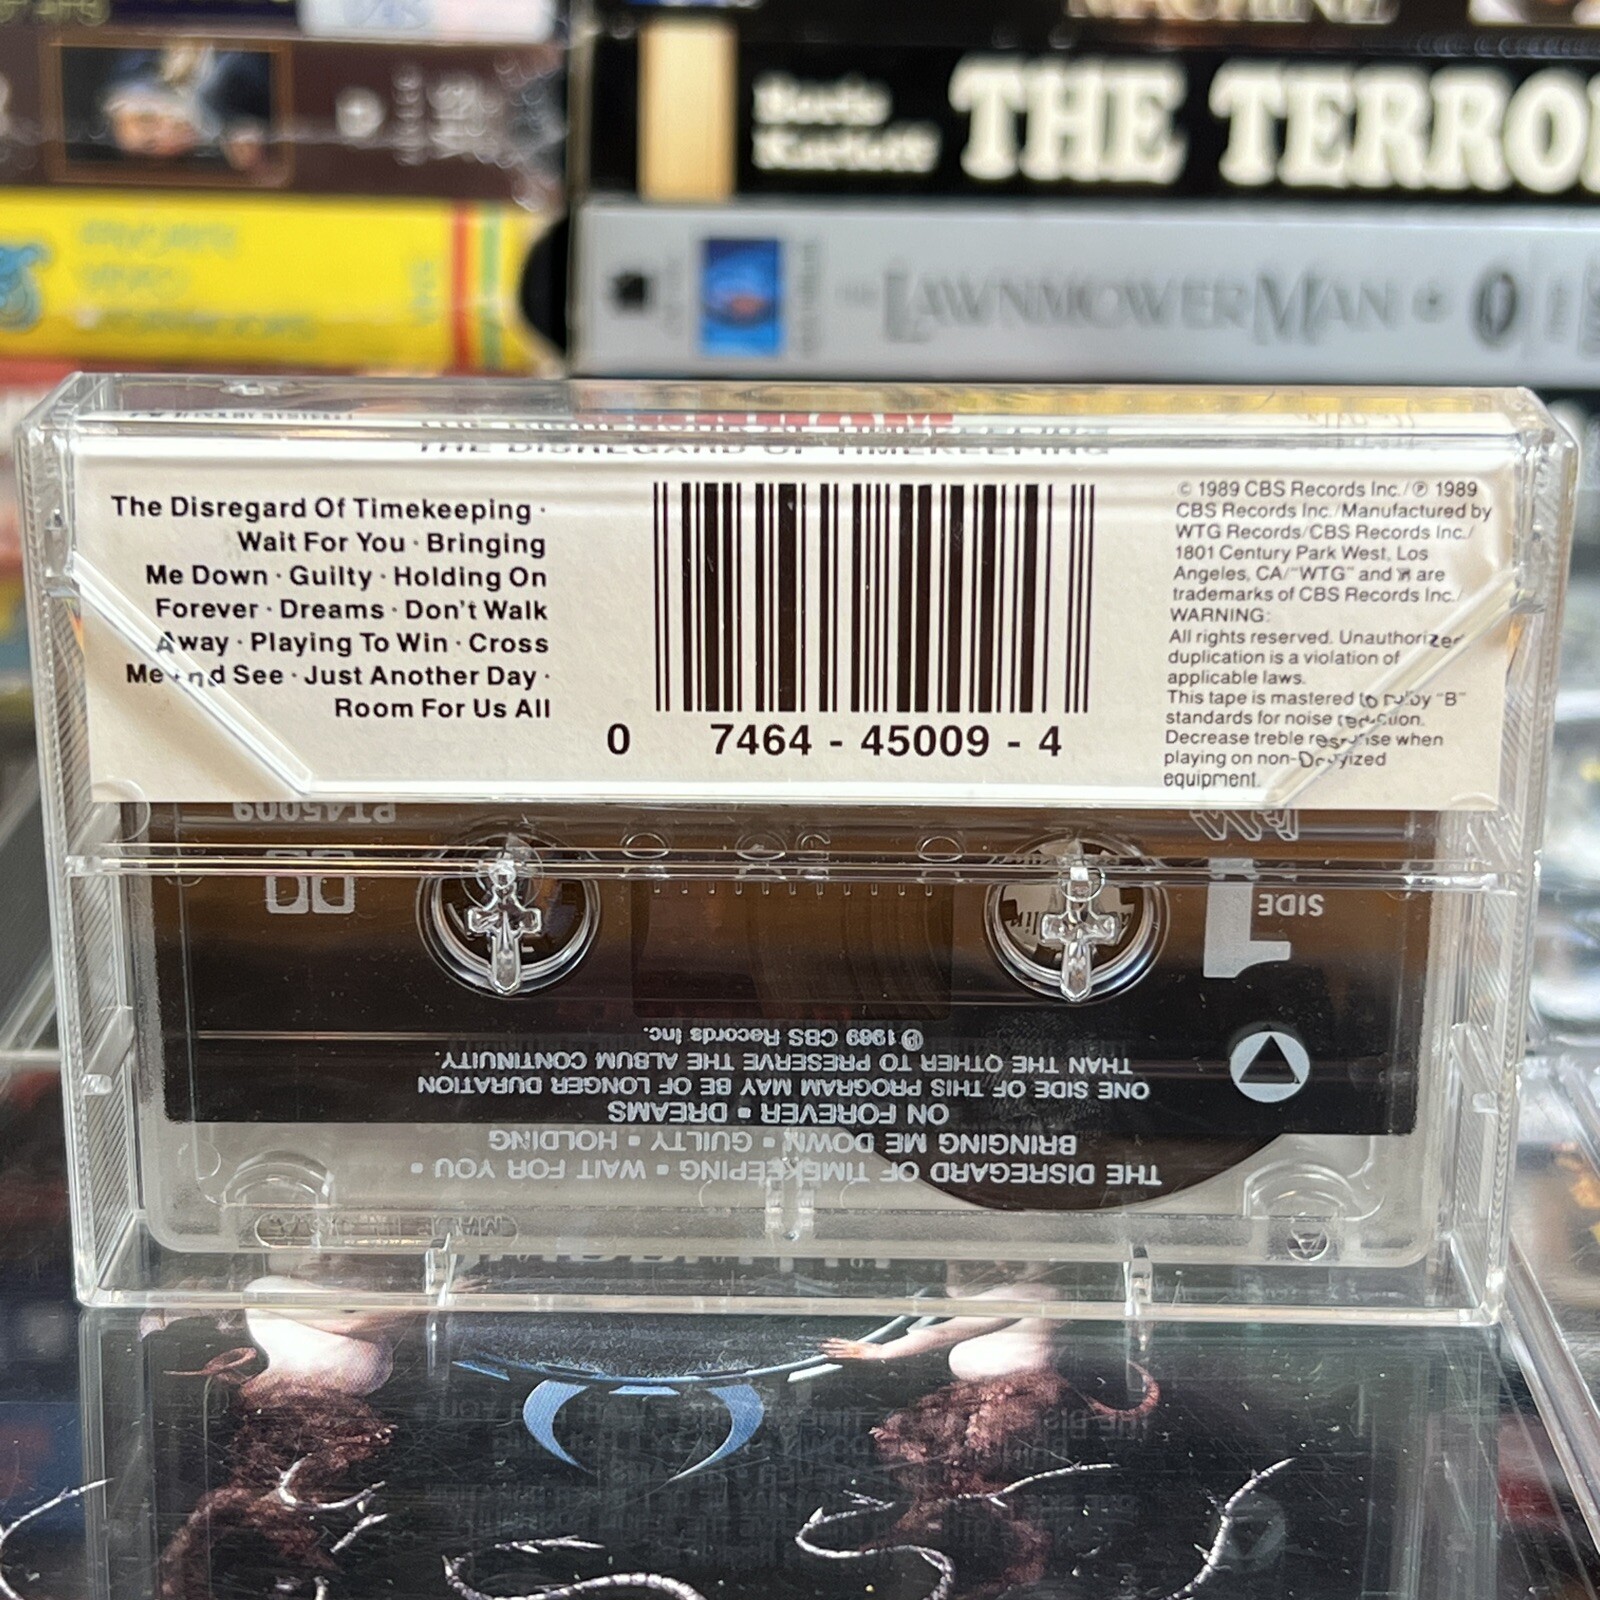 Boris
Karloff
THE TERRO
LAWNMOWER MAN
THE DISREGARD OF TIMEKEEPING
The Disregard Of Timekeeping ·
Wait For You · Bringing
Me Down · Guilty · Holding On
Forever · Dreams · Don't Walk
Away · Playing To Win · Cross
Me And See · Just Another Day ·
Room For Us All
0 7464 - 45009 - 4
© 1989 CBS Records Inc./℗ 1989
CBS Records Inc./Manufactured by
WTG Records/CBS Records Inc./
1801 Century Park West, Los
Angeles, CA/"WTG" and are
trademarks of CBS Records Inc./
WARNING:
All rights reserved. Unauthorized
duplication is a violation of
applicable laws.
This tape is mastered to Dolby "B"
standards for noise reduction.
Decrease treble response when
playing on non-Dolbyized
equipment.
PT45009
SIDE
1
℗1989 CBS Records Inc.
THAN THE OTHER TO PRESERVE THE ALBUM CONTINUITY.
ONE SIDE OF THIS PROGRAM MAY BE OF LONGER DURATION
ON FOREVER ▪ DREAMS
BRINGING ME DOWN ▪ GUILTY ▪ HOLDING
THE DISREGARD OF TIMEKEEPING ▪ WAIT FOR YOU ▪